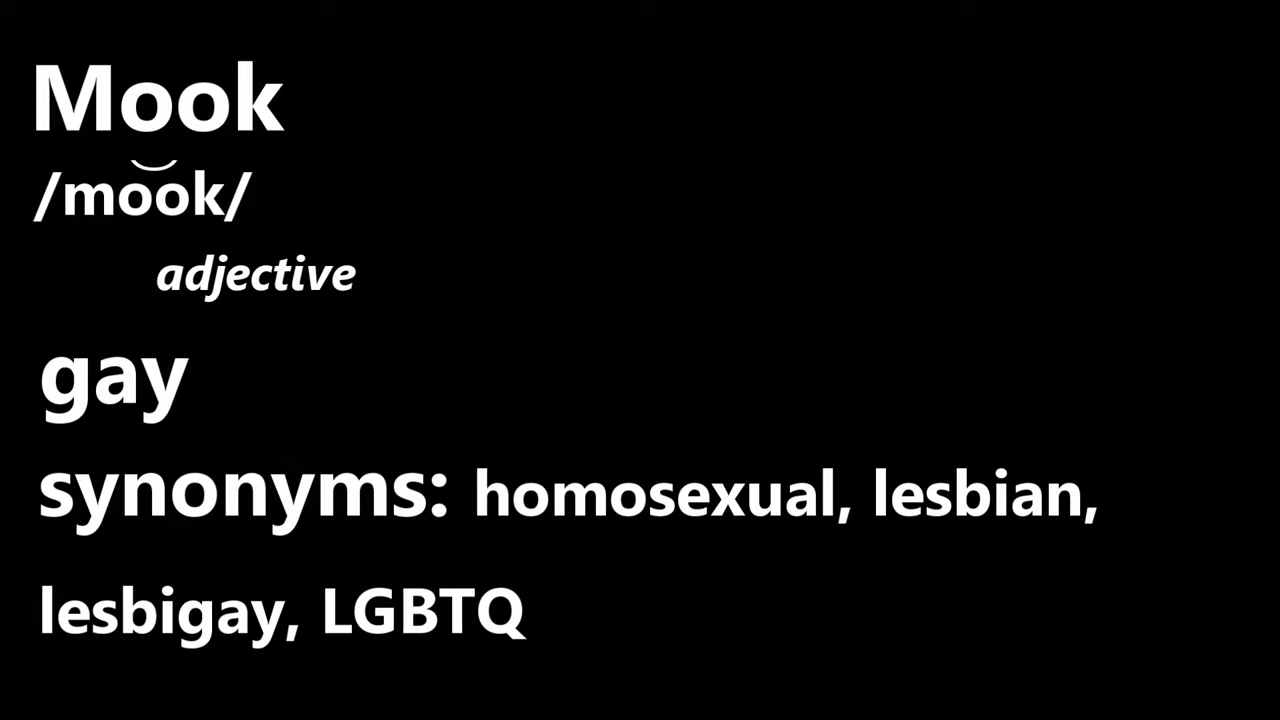 Mook
/mo͝ok/
adjective
gay
synonyms: homosexual, lesbian,
lesbigay, LGBTQ